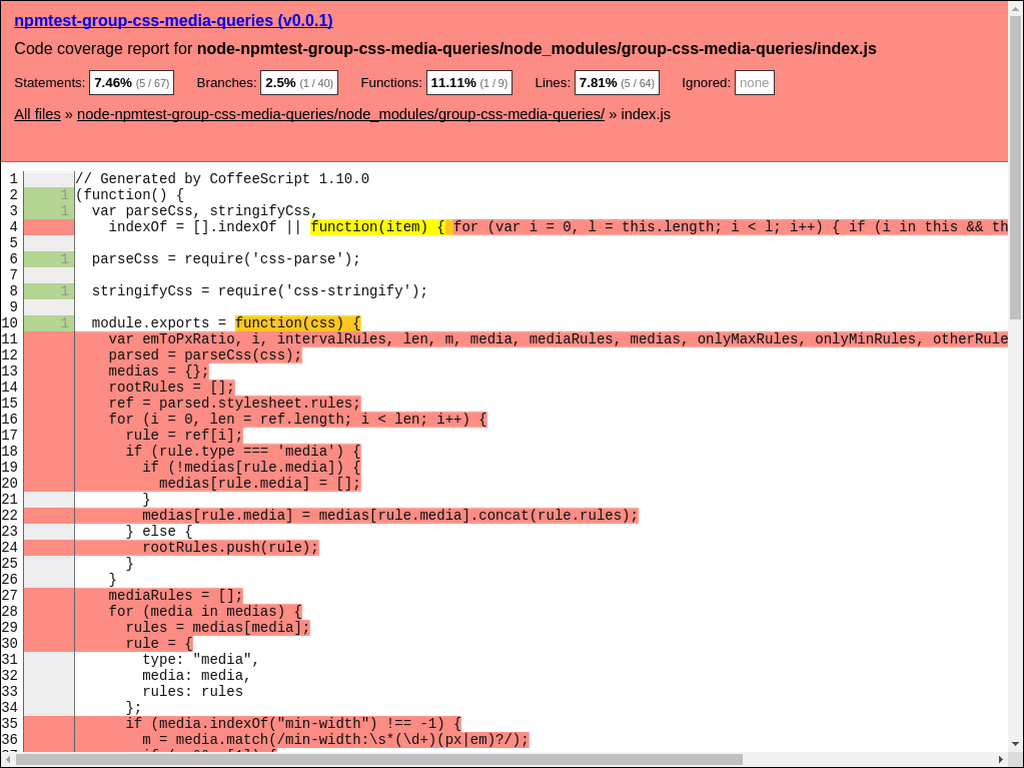 npmtest-group-css-media-queries (v0.0.1)
Code coverage report for node-npmtest-group-css-media-queries/node_modules/group-css-media-queries/index.js
Statements: 7.46% (5 / 67) Branches: 2.5% (1 / 40) Functions: 11.11% (1 / 9) Lines: 7.81% (5 / 64) Ignored: none
All files » node-npmtest-group-css-media-queries/node_modules/group-css-media-queries/ » index.js
1 // Generated by CoffeeScript 1.10.0
2 1 (function() {
3 1   var parseCss, stringifyCss,
4     indexOf = [].indexOf || function(item) { for (var i = 0, l = this.length; i < l; i++) { if (i in this && th
5
6 1   parseCss = require('css-parse');
7
8 1   stringifyCss = require('css-stringify');
9
10 1   module.exports = function(css) {
11     var emToPxRatio, i, intervalRules, len, m, media, mediaRules, medias, onlyMaxRules, onlyMinRules, otherRule
12     parsed = parseCss(css);
13     medias = {};
14     rootRules = [];
15     ref = parsed.stylesheet.rules;
16     for (i = 0, len = ref.length; i < len; i++) {
17       rule = ref[i];
18       if (rule.type === 'media') {
19         if (!medias[rule.media]) {
20           medias[rule.media] = [];
21         }
22         medias[rule.media] = medias[rule.media].concat(rule.rules);
23       } else {
24         rootRules.push(rule);
25       }
26     }
27     mediaRules = [];
28     for (media in medias) {
29       rules = medias[media];
30       rule = {
31         type: "media",
32         media: media,
33         rules: rules
34       };
35       if (media.indexOf("min-width") !== -1) {
36         m = media.match(/min-width:\s*(\d+)(px|em)?/);